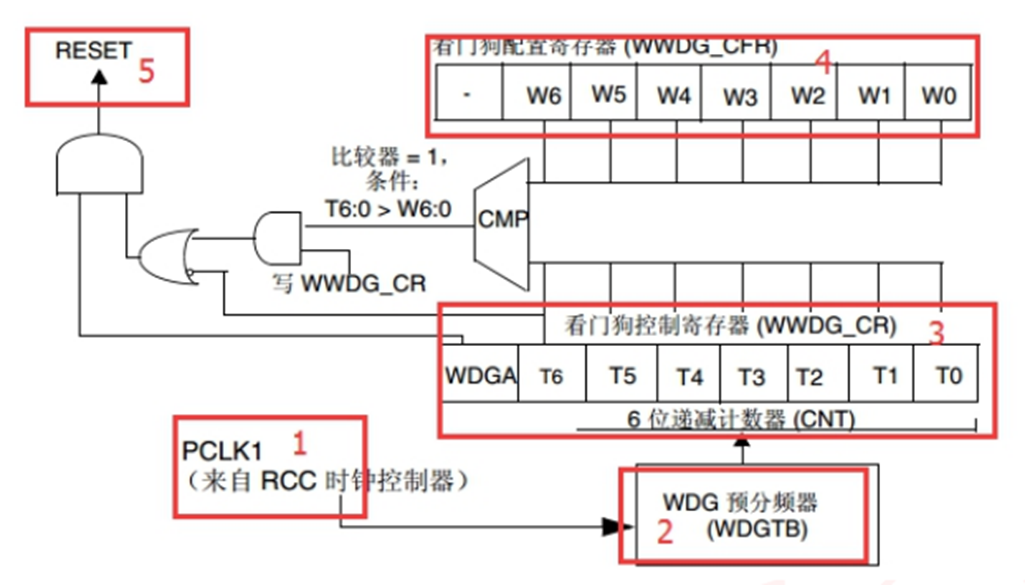 RESET
5
看门狗配置寄存器 (WWDG_CFR)
4
- W6 W5 W4 W3 W2 W1 W0
比较器 = 1,
条件:
T6:0 > W6:0
CMP
写 WWDG_CR
看门狗控制寄存器 (WWDG_CR)
3
WDGA T6 T5 T4 T3 T2 T1 T0
6 位递减计数器 (CNT)
PCLK1
1
（来自 RCC 时钟控制器）
WDG 预分频器
2
(WDGTB)